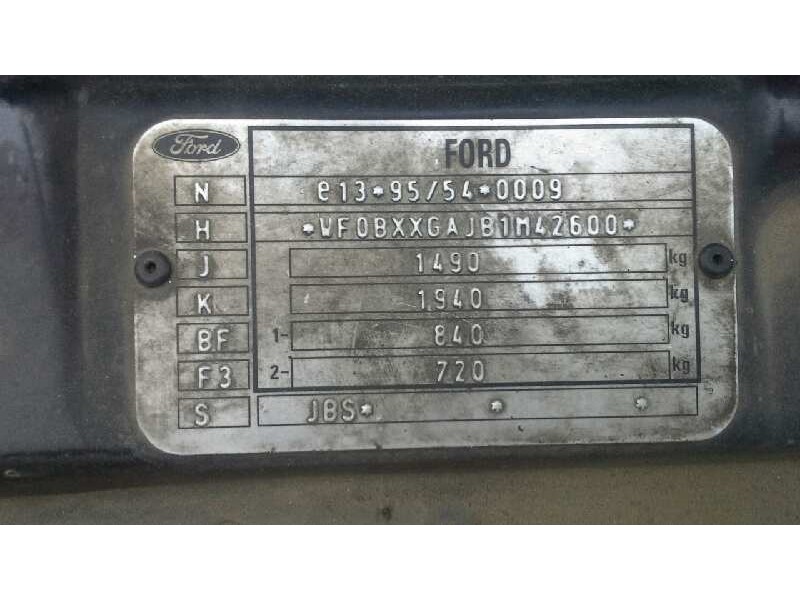 Ford FORD
N e13*95/54*0009
H *WF0BXXGAJB1M42600*
J 1490 kg
K 1940 kg
BF 1- 840 kg
F3 2- 720 kg
S JBS* * *